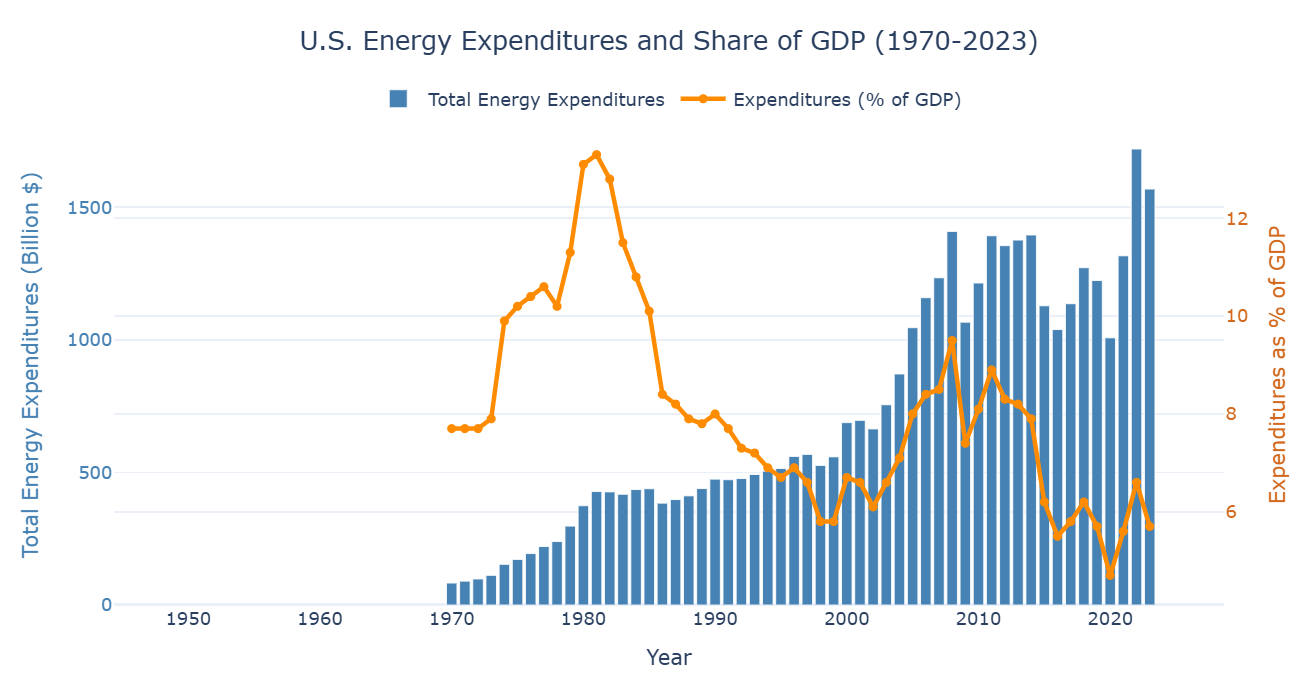 U.S. Energy Expenditures and Share of GDP (1970-2023)
Total Energy Expenditures
Expenditures (% of GDP)
Total Energy Expenditures (Billion $)
1500
1000
500
0
12
10
8
6
Expenditures as % of GDP
1950 1960 1970 1980 1990 2000 2010 2020
Year